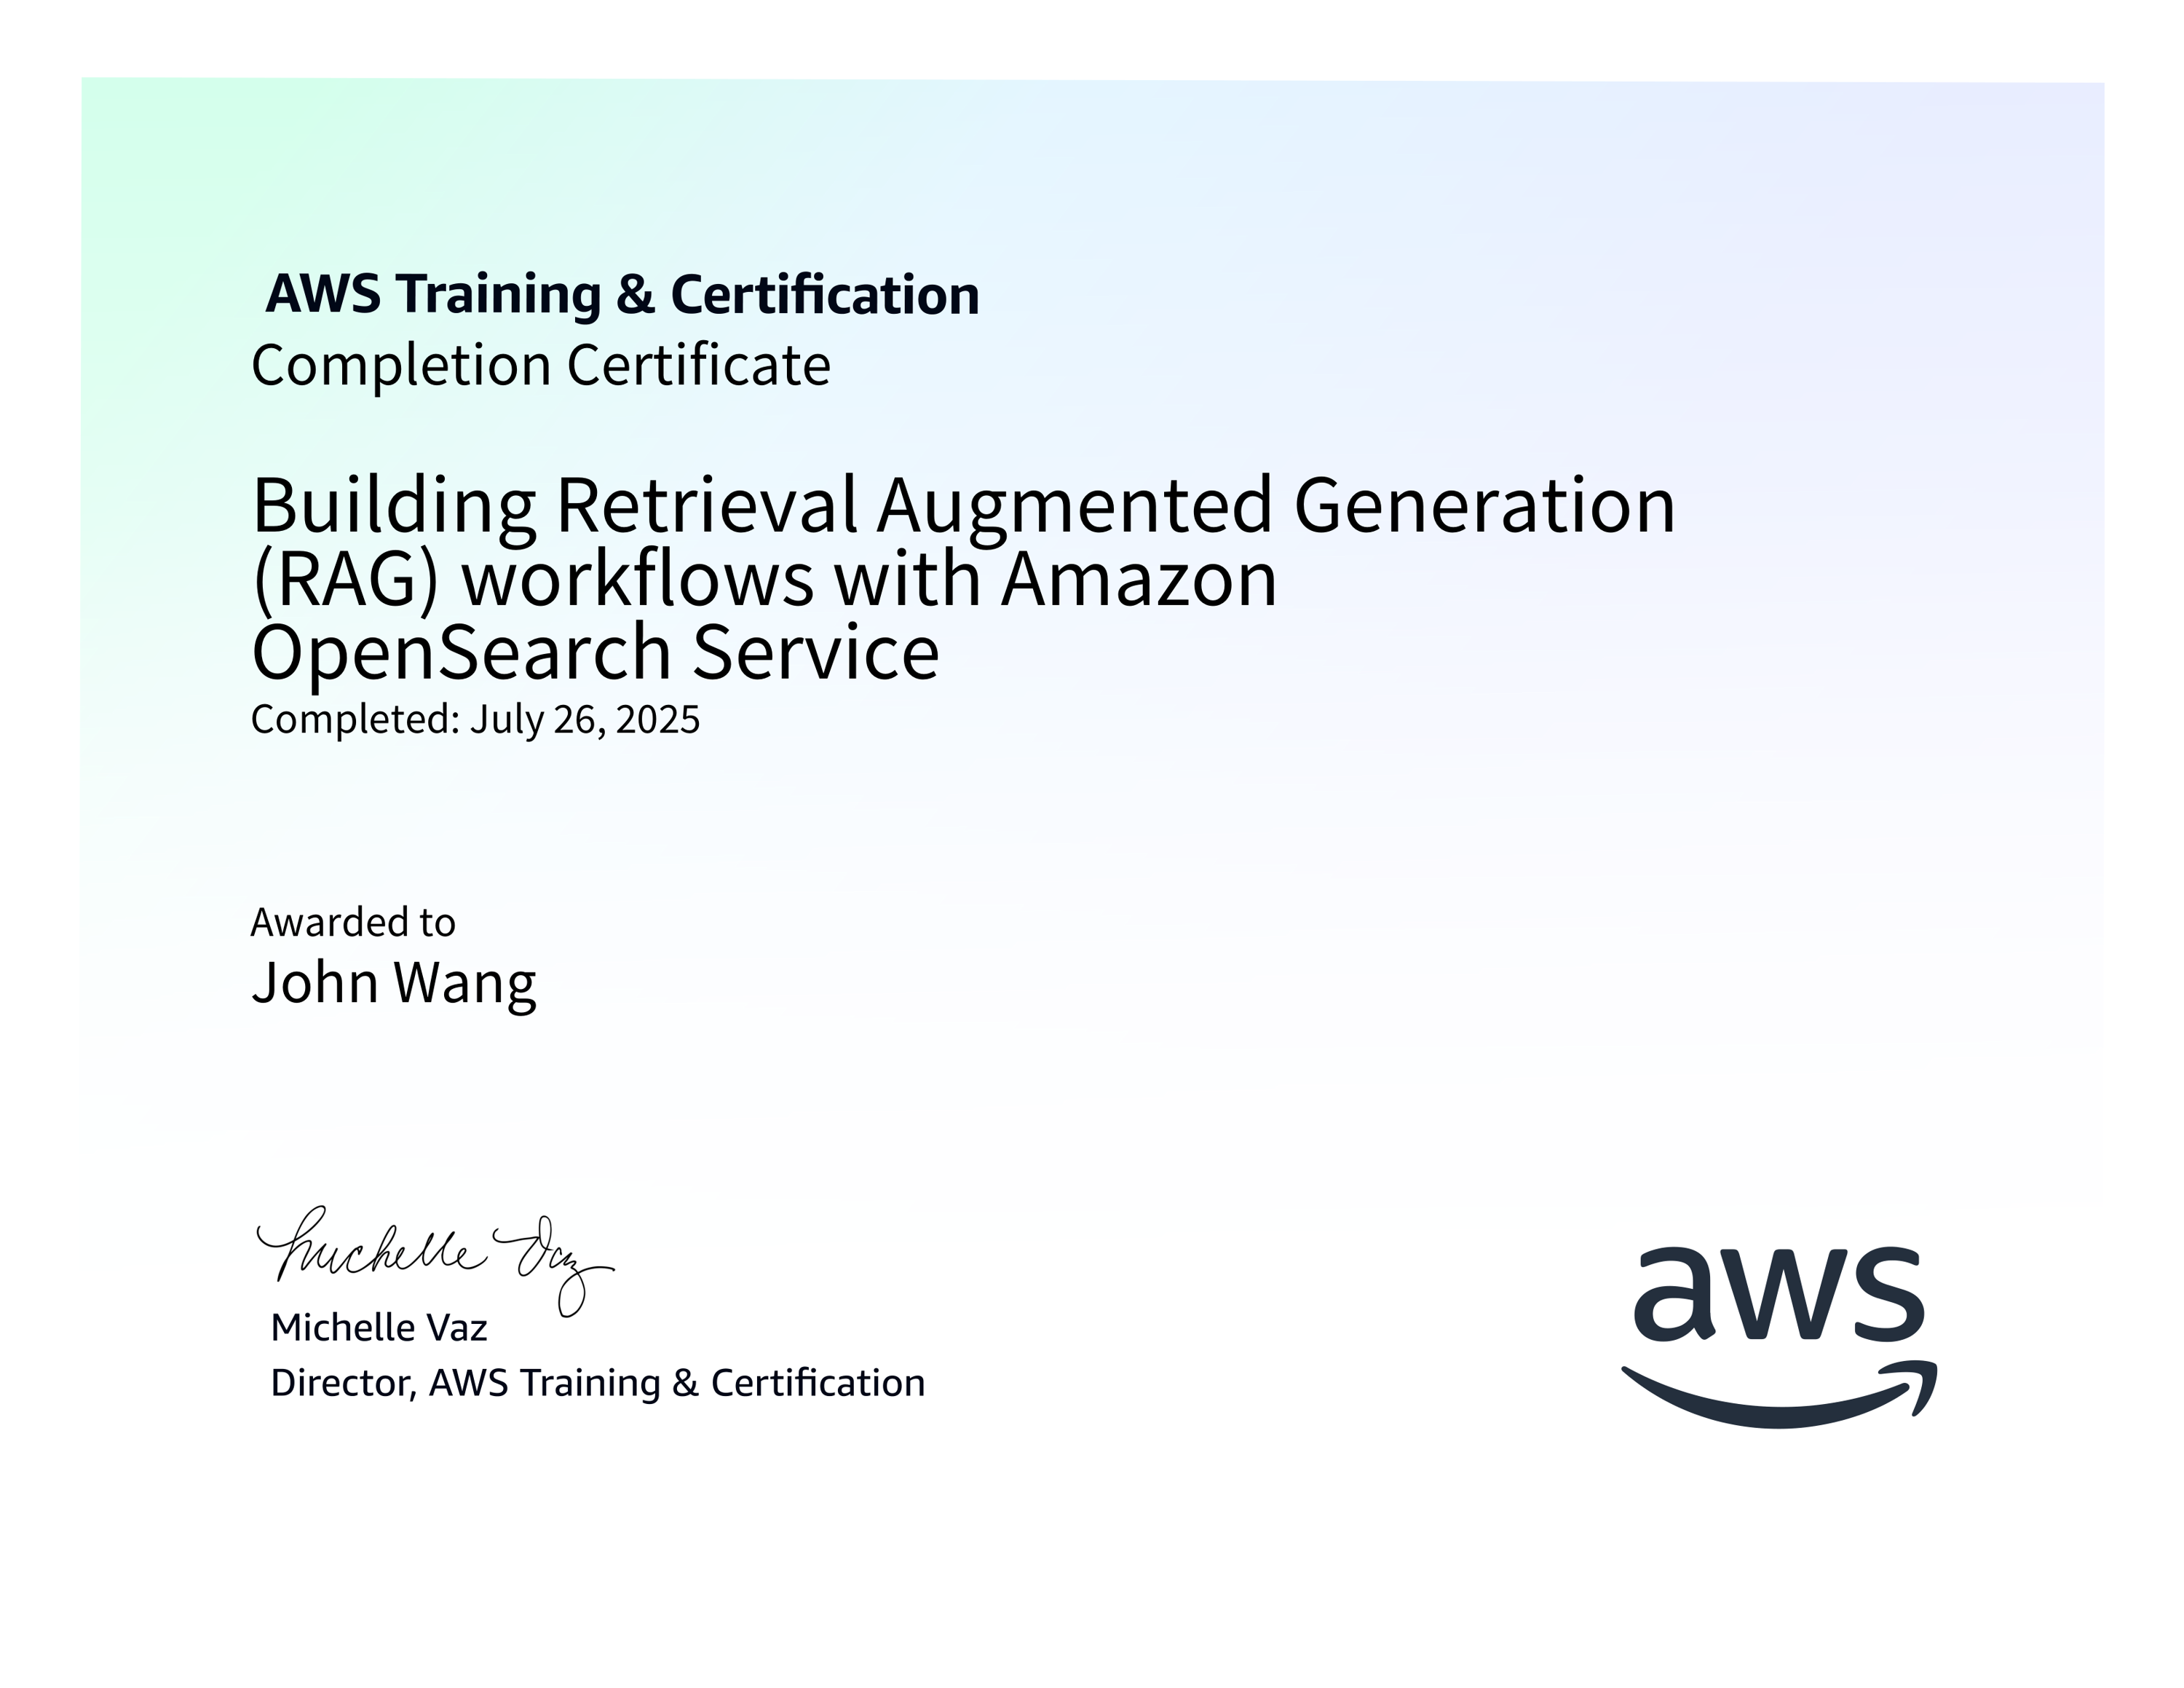 AWS Training & Certification
Completion Certificate
Building Retrieval Augmented Generation
(RAG) workflows with Amazon
OpenSearch Service
Completed: July 26, 2025
Awarded to
John Wang
Michelle Vaz
Michelle Vaz
Director, AWS Training & Certification
aws